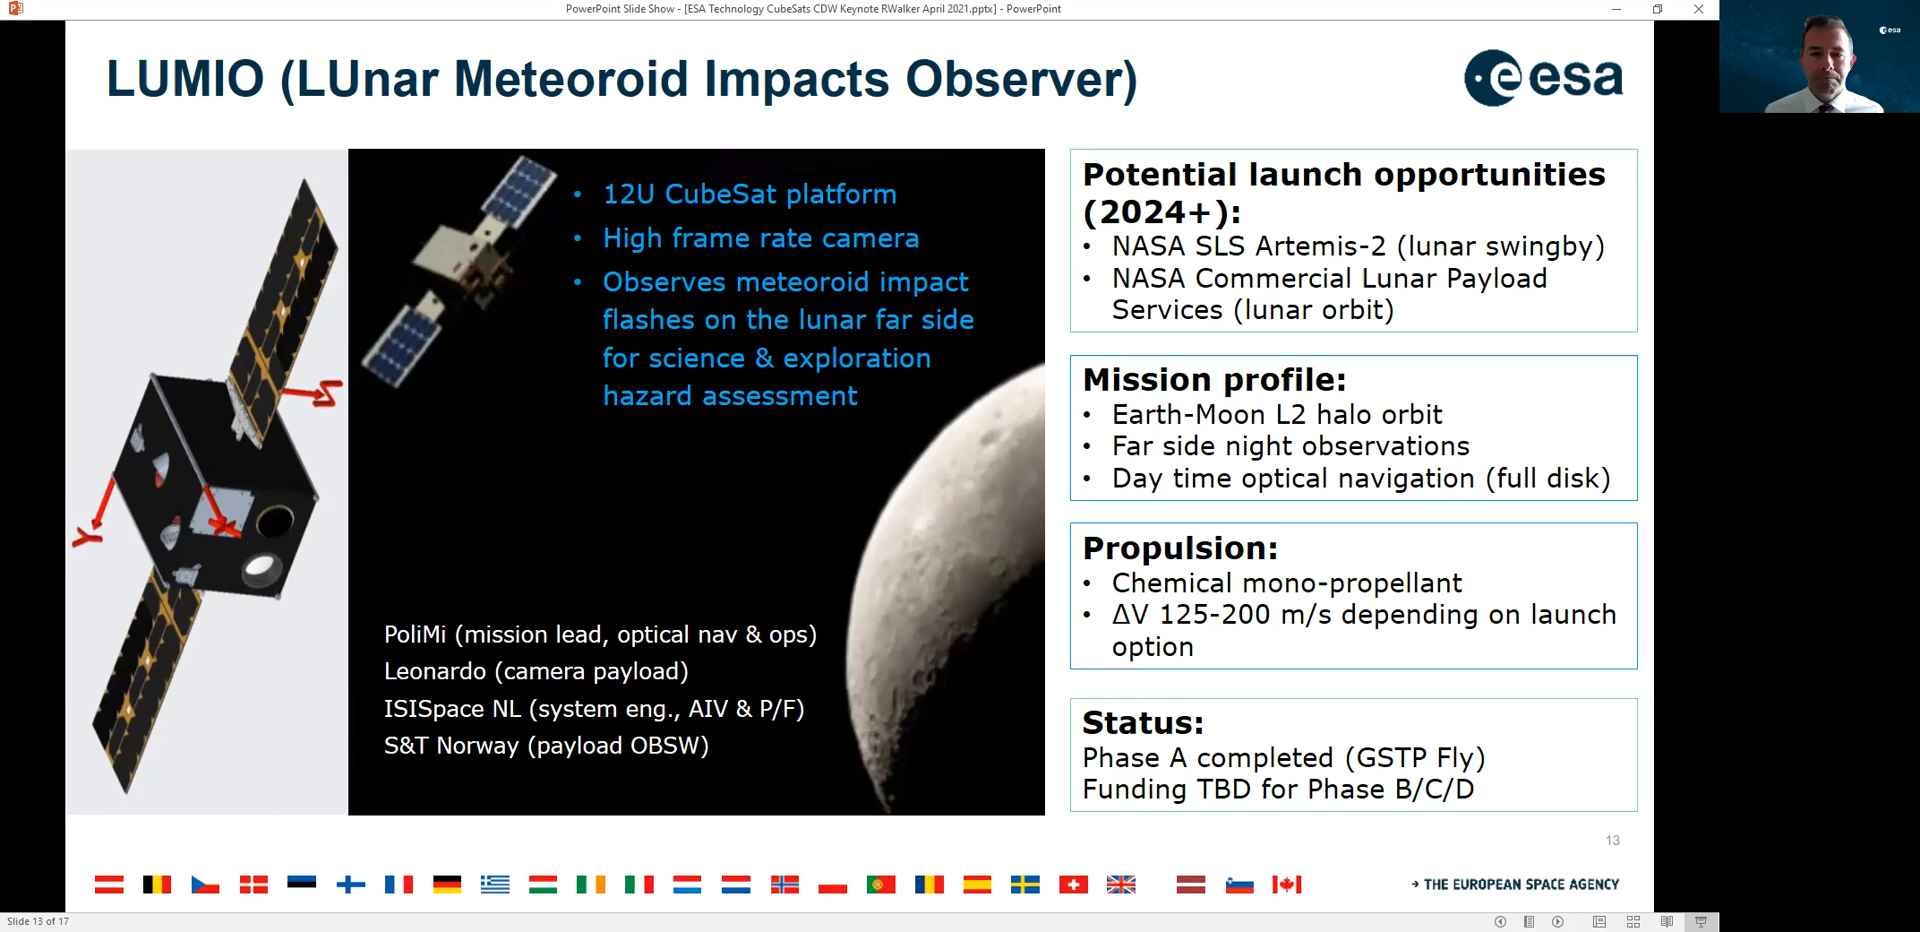 PowerPoint Slide Show - [ESA Technology CubeSats CDW Keynote RWalker April 2021.pptx] - PowerPoint
LUMIO (LUnar Meteoroid Impacts Observer)
esa
esa
• 12U CubeSat platform
• High frame rate camera
• Observes meteoroid impact
flashes on the lunar far side
for science & exploration
hazard assessment
Z
Y
X
PoliMi (mission lead, optical nav & ops)
Leonardo (camera payload)
ISISpace NL (system eng., AIV & P/F)
S&T Norway (payload OBSW)
Potential launch opportunities
(2024+):
• NASA SLS Artemis-2 (lunar swingby)
• NASA Commercial Lunar Payload
Services (lunar orbit)
Mission profile:
• Earth-Moon L2 halo orbit
• Far side night observations
• Day time optical navigation (full disk)
Propulsion:
• Chemical mono-propellant
• ΔV 125-200 m/s depending on launch
option
Status:
Phase A completed (GSTP Fly)
Funding TBD for Phase B/C/D
13
→ THE EUROPEAN SPACE AGENCY
Slide 13 of 17